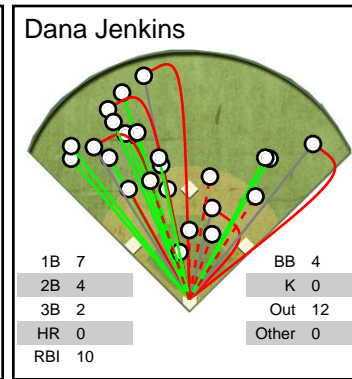 Dana Jenkins
1B 7 BB 4
2B 4 K 0
3B 2 Out 12
HR 0 Other 0
RBI 10